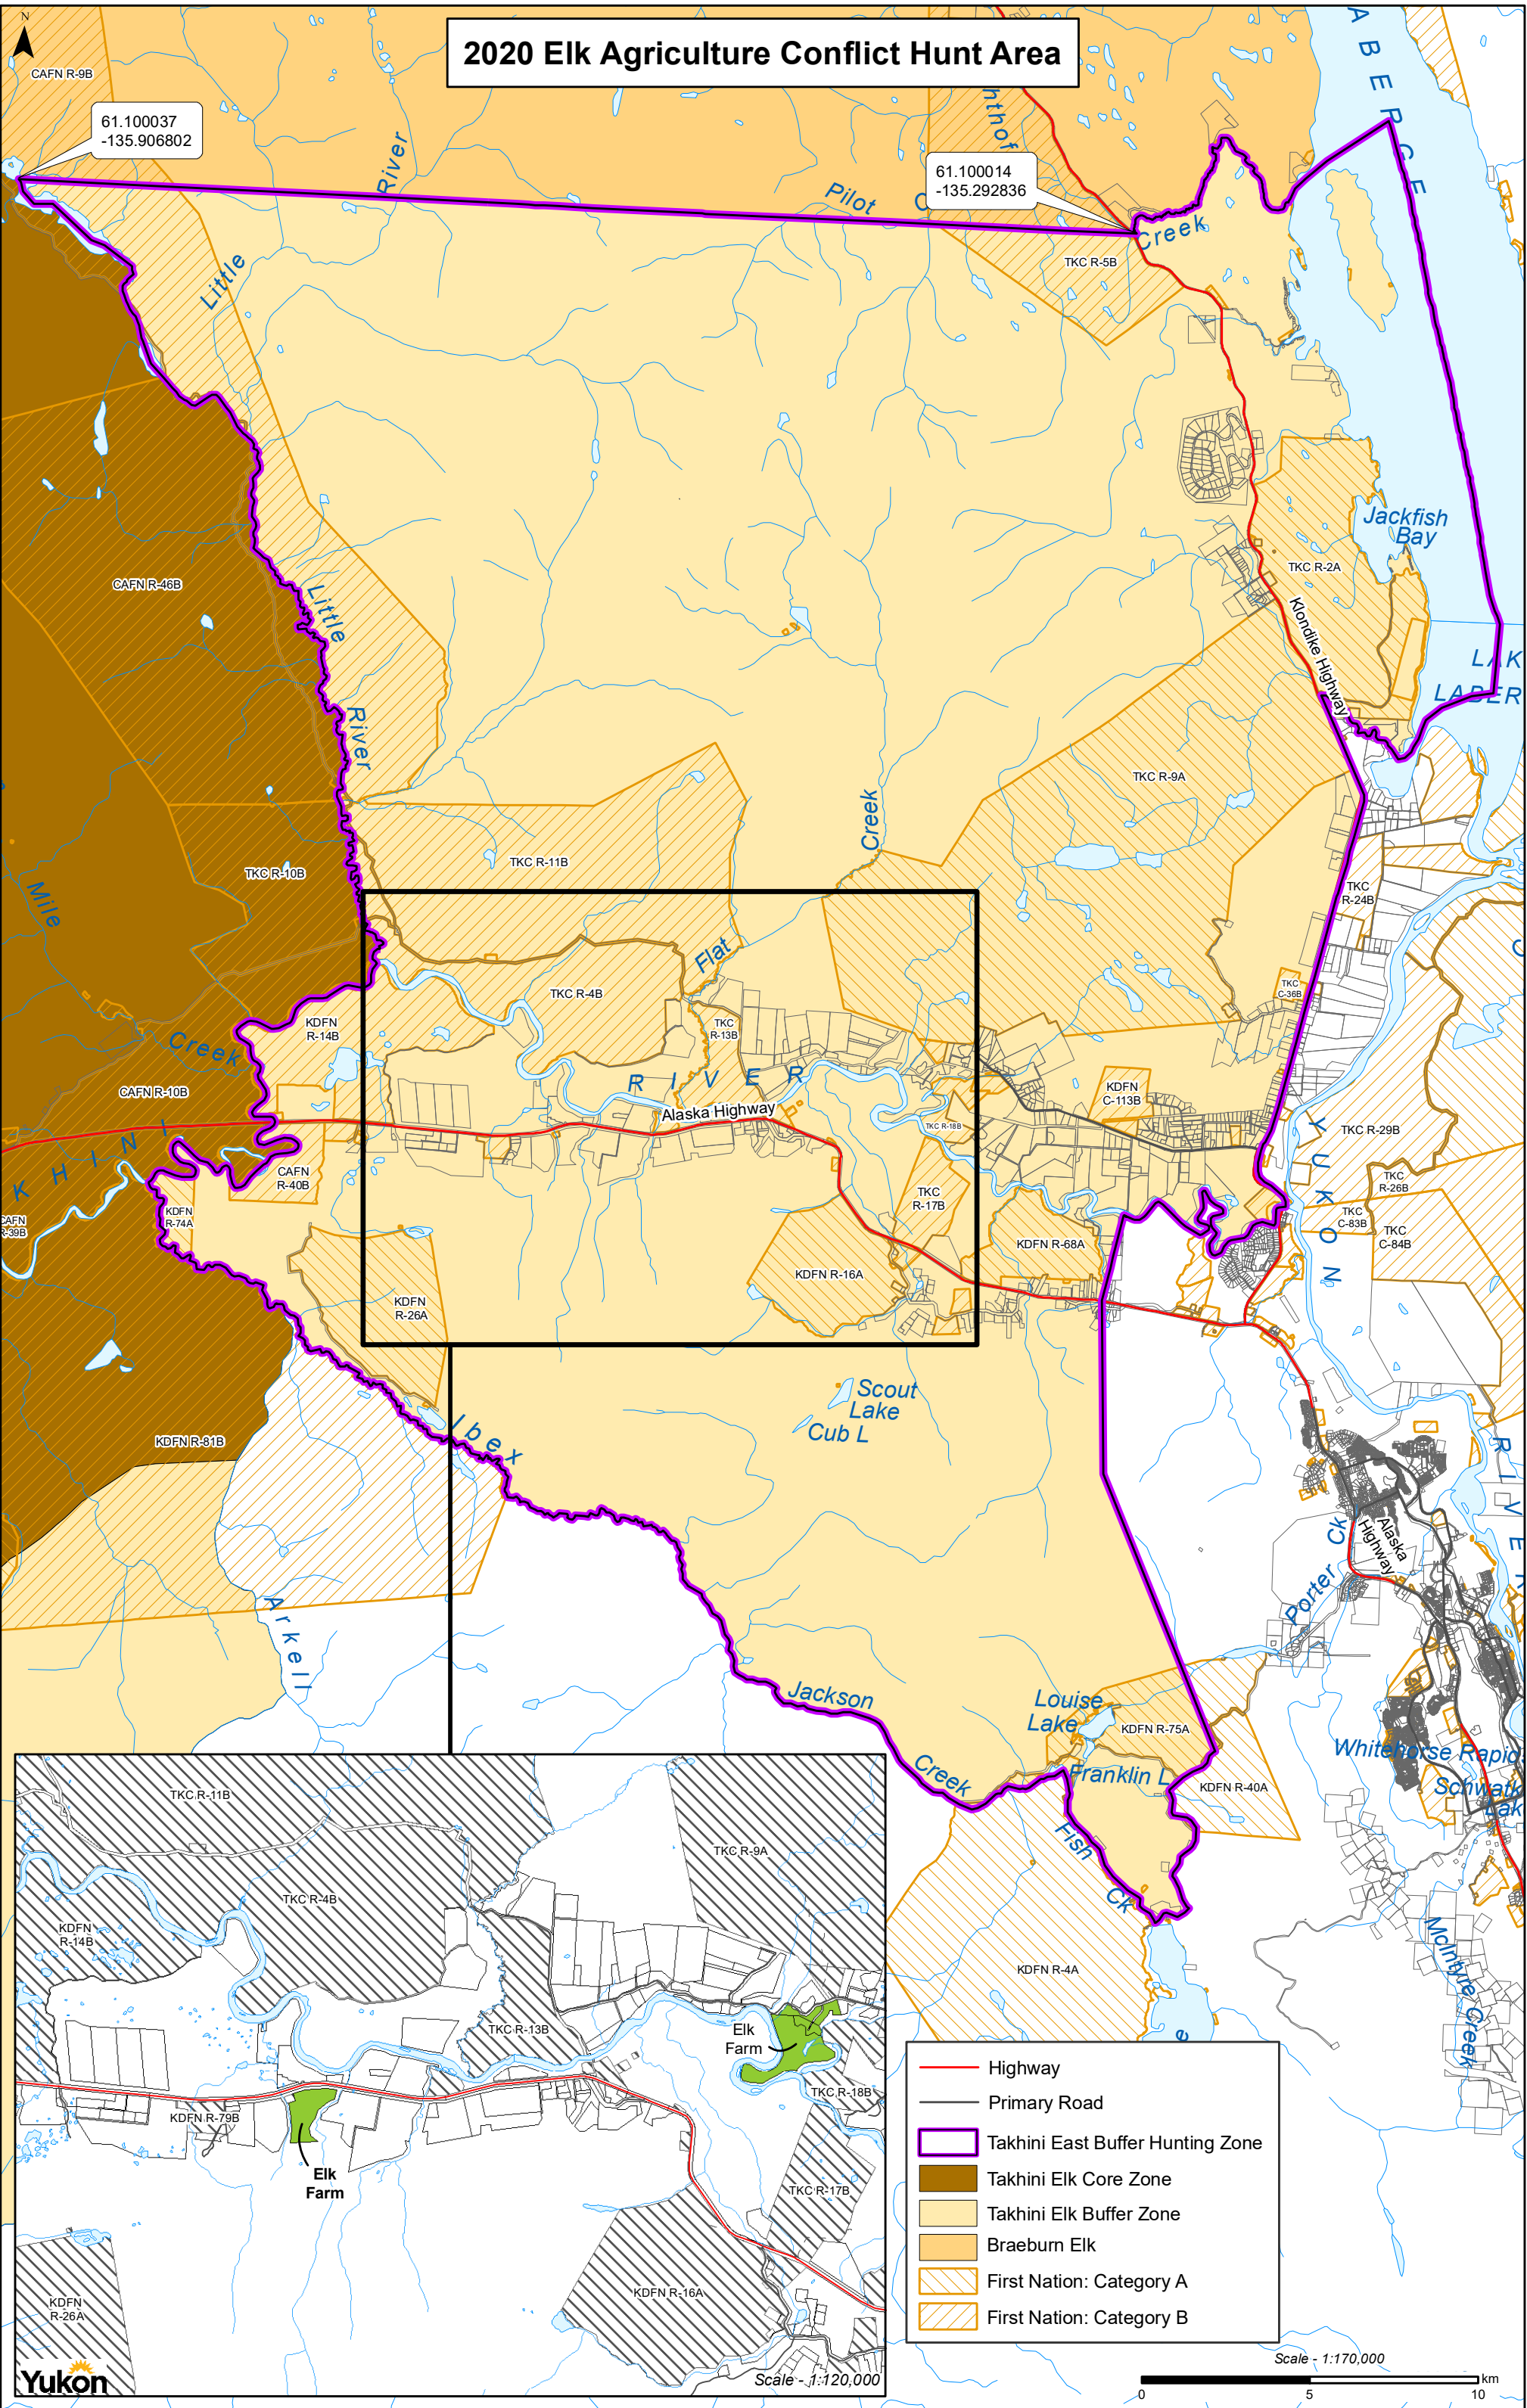 2020 Elk Agriculture Conflict Hunt Area
N
CAFN R-9B
61.100037
-135.906802
River
Pilot
61.100014
-135.292836
Creek
TKC R-5B
Little
Jackfish
Bay
CAFN R-46B
TKC R-2A
Little
River
Klondike Highway
TKC R-9A
Creek
TKC R-11B
TKC R-10B
TKC
R-24B
Mile
Flat
TKC R-4B
TKC
C-36B
KDFN
R-14B
TKC
R-13B
Creek
RIVER
KDFN
C-113B
CAFN R-10B
Alaska Highway
TKC R-18B
TKC R-29B
CAFN
R-40B
TKC
R-26B
TKC
R-17B
KDFN
R-74A
TKC
C-83B
TKC
C-84B
YUKON
KDFN R-68A
KDFN R-16A
KDFN
R-26A
Scout
Lake
Cub L
Ibex
KDFN R-81B
RIVER
Alaska
Highway
Porter
Ck
Arkell
Jackson
Creek
Louise
Lake
KDFN R-75A
Franklin L
KDFN R-40A
Whitehorse Rapid
Fish
Ck
KDFN R-4A
McIntyre Creek
TKC R-11B
TKC R-9A
TKC R-4B
KDFN
R-14B
TKC R-13B
Elk
Farm
TKC R-18B
KDFN R-79B
Elk
Farm
TKC R-17B
KDFN R-16A
KDFN
R-26A
Yukon
Scale - 1:120,000
Highway
Primary Road
Takhini East Buffer Hunting Zone
Takhini Elk Core Zone
Takhini Elk Buffer Zone
Braeburn Elk
First Nation: Category A
First Nation: Category B
Scale - 1:170,000
km
0 5 10